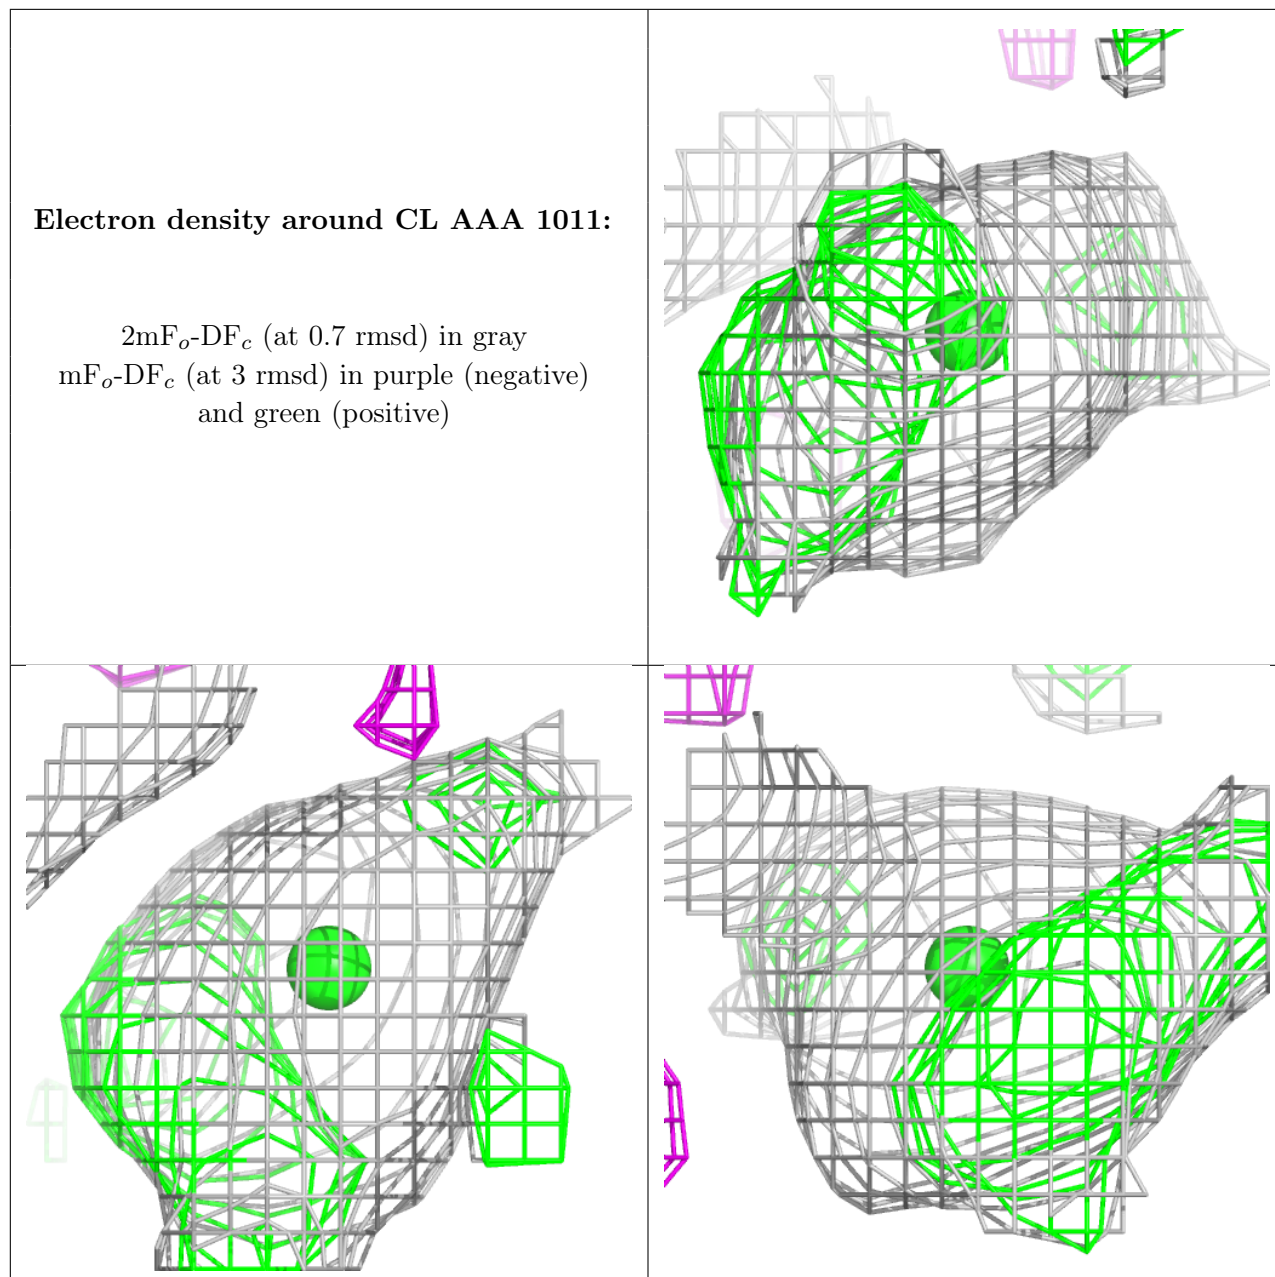 Electron density around CL AAA 1011:
2mFo-DFc (at 0.7 rmsd) in gray
mFo-DFc (at 3 rmsd) in purple (negative)
and green (positive)